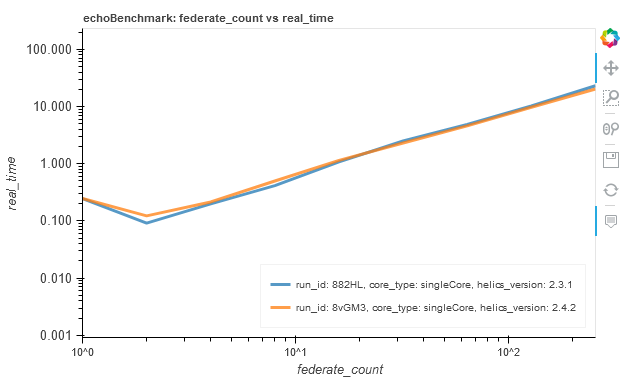 echoBenchmark: federate_count vs real_time
100.000
10.000
1.000
0.100
0.010
0.001
real_time
run_id: 882HL, core_type: singleCore, helics_version: 2.3.1
run_id: 8vGM3, core_type: singleCore, helics_version: 2.4.2
10^0
10^1
10^2
federate_count